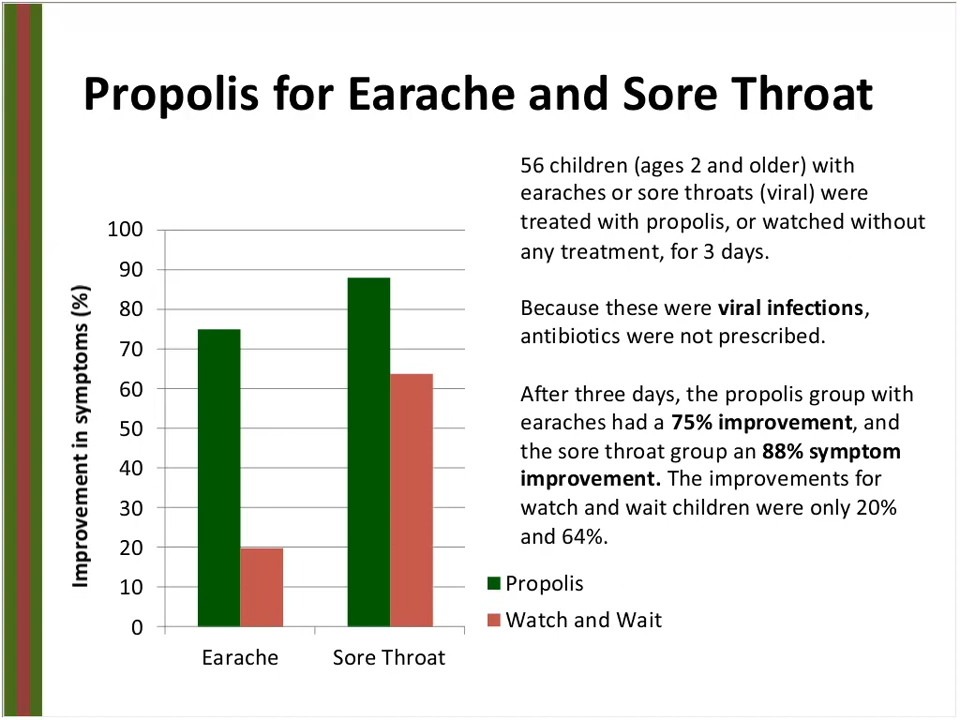 Propolis for Earache and Sore Throat
56 children (ages 2 and older) with
earaches or sore throats (viral) were
treated with propolis, or watched without
any treatment, for 3 days.
Because these were viral infections,
antibiotics were not prescribed.
After three days, the propolis group with
earaches had a 75% improvement, and
the sore throat group an 88% symptom
improvement. The improvements for
watch and wait children were only 20%
and 64%.
Improvement in symptoms (%)
100
90
80
70
60
50
40
30
20
10
0
Earache
Sore Throat
Propolis
Watch and Wait